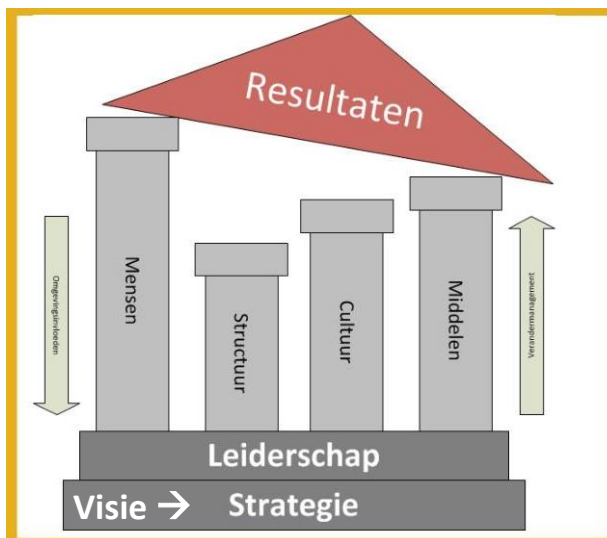 Resultaten
Mensen
Structuur
Cultuur
Middelen
Omgevingsinvloeden
Verandermanagement
Leiderschap
Visie → Strategie